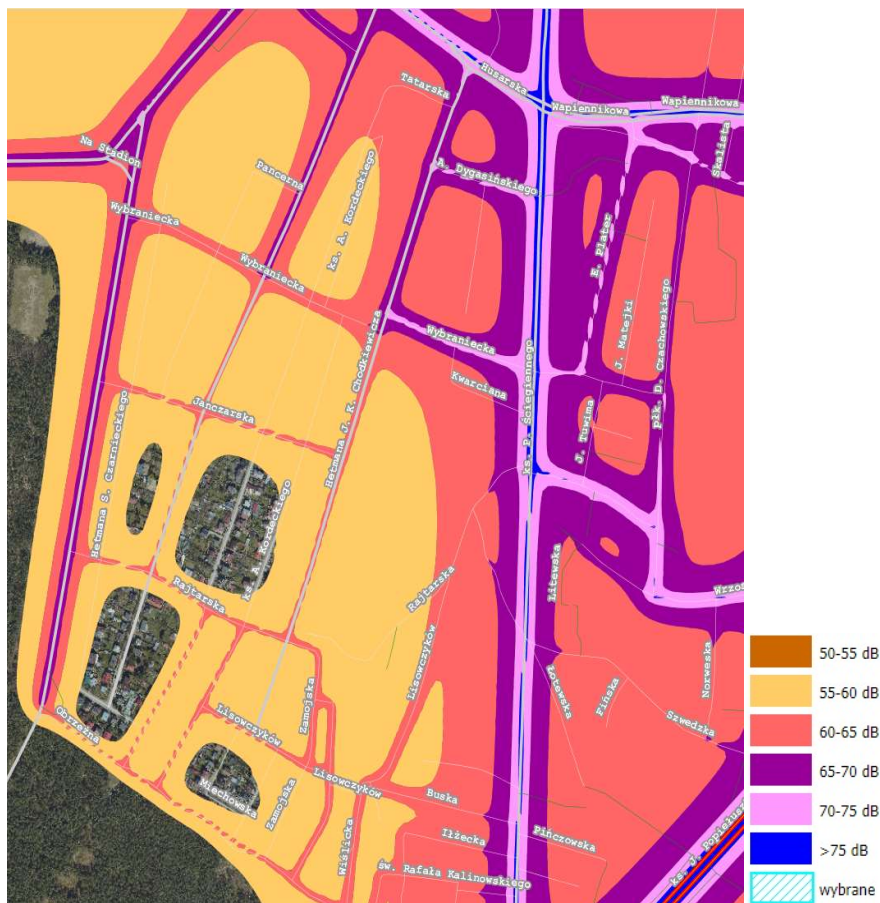 Husarska
Wapiennikowa
Wapiennikowa
Tatarska
Skalista
Na Stadion
Pancerna
ks. A. Kordeckiego
A. Dygasińskiego
Wybraniecka
E. Plater
Wybraniecka
Hetmana J. K. Chodkiewicza
Wybraniecka
ks. P. Ściegiennego
J. Matejki
płk. D. Czachowskiego
Kwarciana
Janczarska
J. Tuwima
Hetmana S. Czarnieckiego
ks A. Kordeckiego
Rajtarska
Rajtarska
Litewska
Wrzos
Lisowczyków
Łotewska
Fińska
Norweska
Szwedzka
Obrzeżna
Lisowczyków
Zamojska
Lisowczyków
Miechowska
Zamojska
Buska
Pińczowska
Wiślicka
Iłżecka
św. Rafała Kalinowskiego
ks. J. Popiełusz
50-55 dB
55-60 dB
60-65 dB
65-70 dB
70-75 dB
>75 dB
wybrane